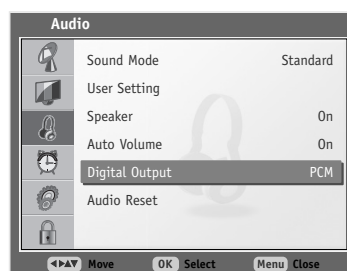 Audio
Sound Mode Standard
User Setting
Speaker On
Auto Volume On
Digital Output PCM
Audio Reset
Move OK Select Menu Close